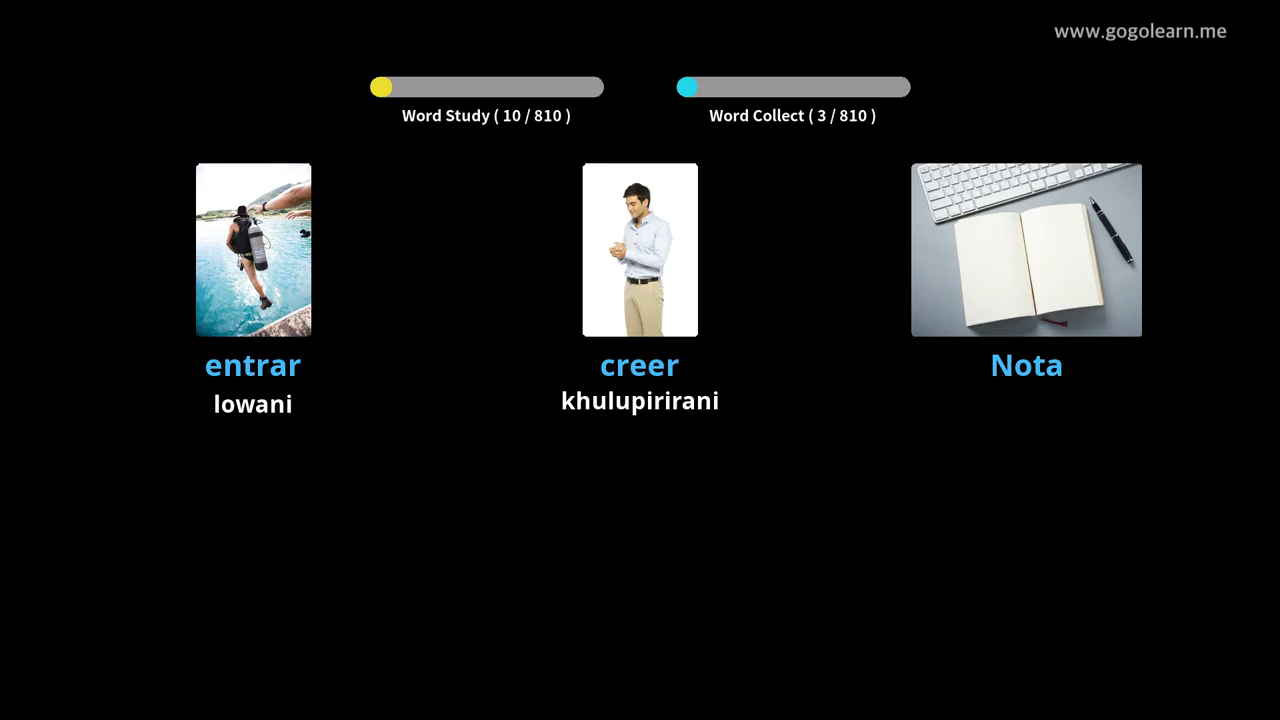 www.gogolearn.me
Word Study ( 10 / 810 )
Word Collect ( 3 / 810 )
entrar
lowani
creer
khulupirirani
Nota